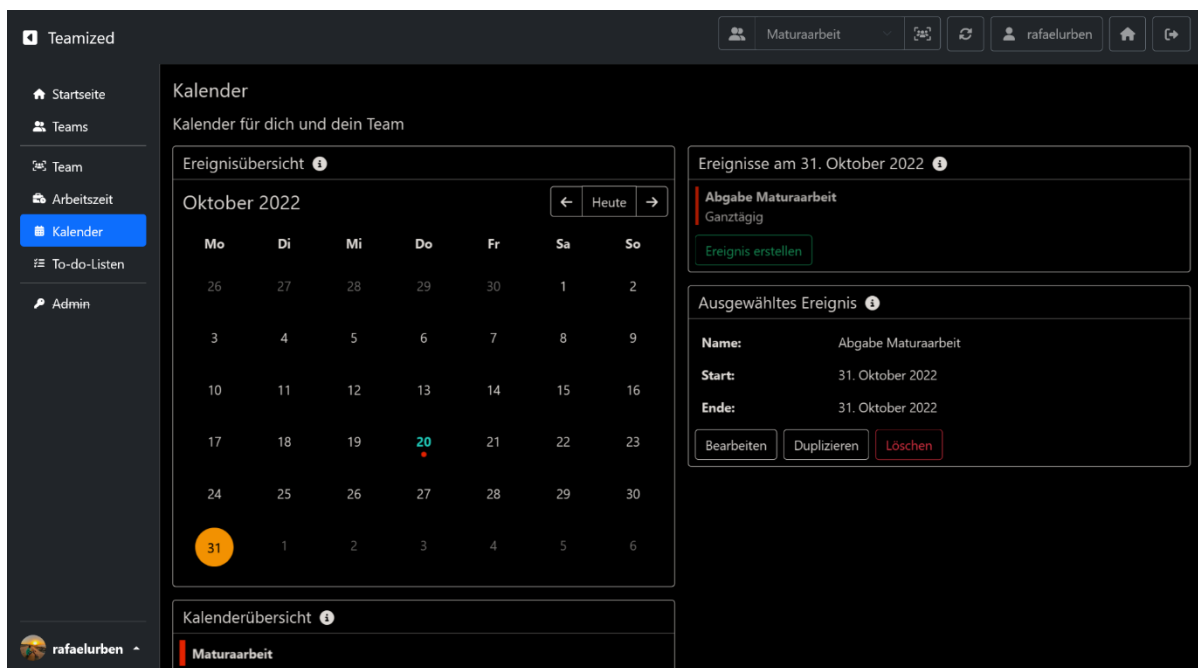 Teamized
Maturaarbeit
rafaelurben
Startseite
Teams
Team
Arbeitszeit
Kalender
To-do-Listen
Admin
rafaelurben
Kalender
Kalender für dich und dein Team
Ereignisübersicht
Oktober 2022
Heute
Mo Di Mi Do Fr Sa So
26 27 28 29 30 1 2
3 4 5 6 7 8 9
10 11 12 13 14 15 16
17 18 19 20 21 22 23
24 25 26 27 28 29 30
31 1 2 3 4 5 6
Kalenderübersicht
Maturaarbeit
Ereignisse am 31. Oktober 2022
Abgabe Maturaarbeit
Ganztägig
Ereignis erstellen
Ausgewähltes Ereignis
Name: Abgabe Maturaarbeit
Start: 31. Oktober 2022
Ende: 31. Oktober 2022
Bearbeiten Duplizieren Löschen